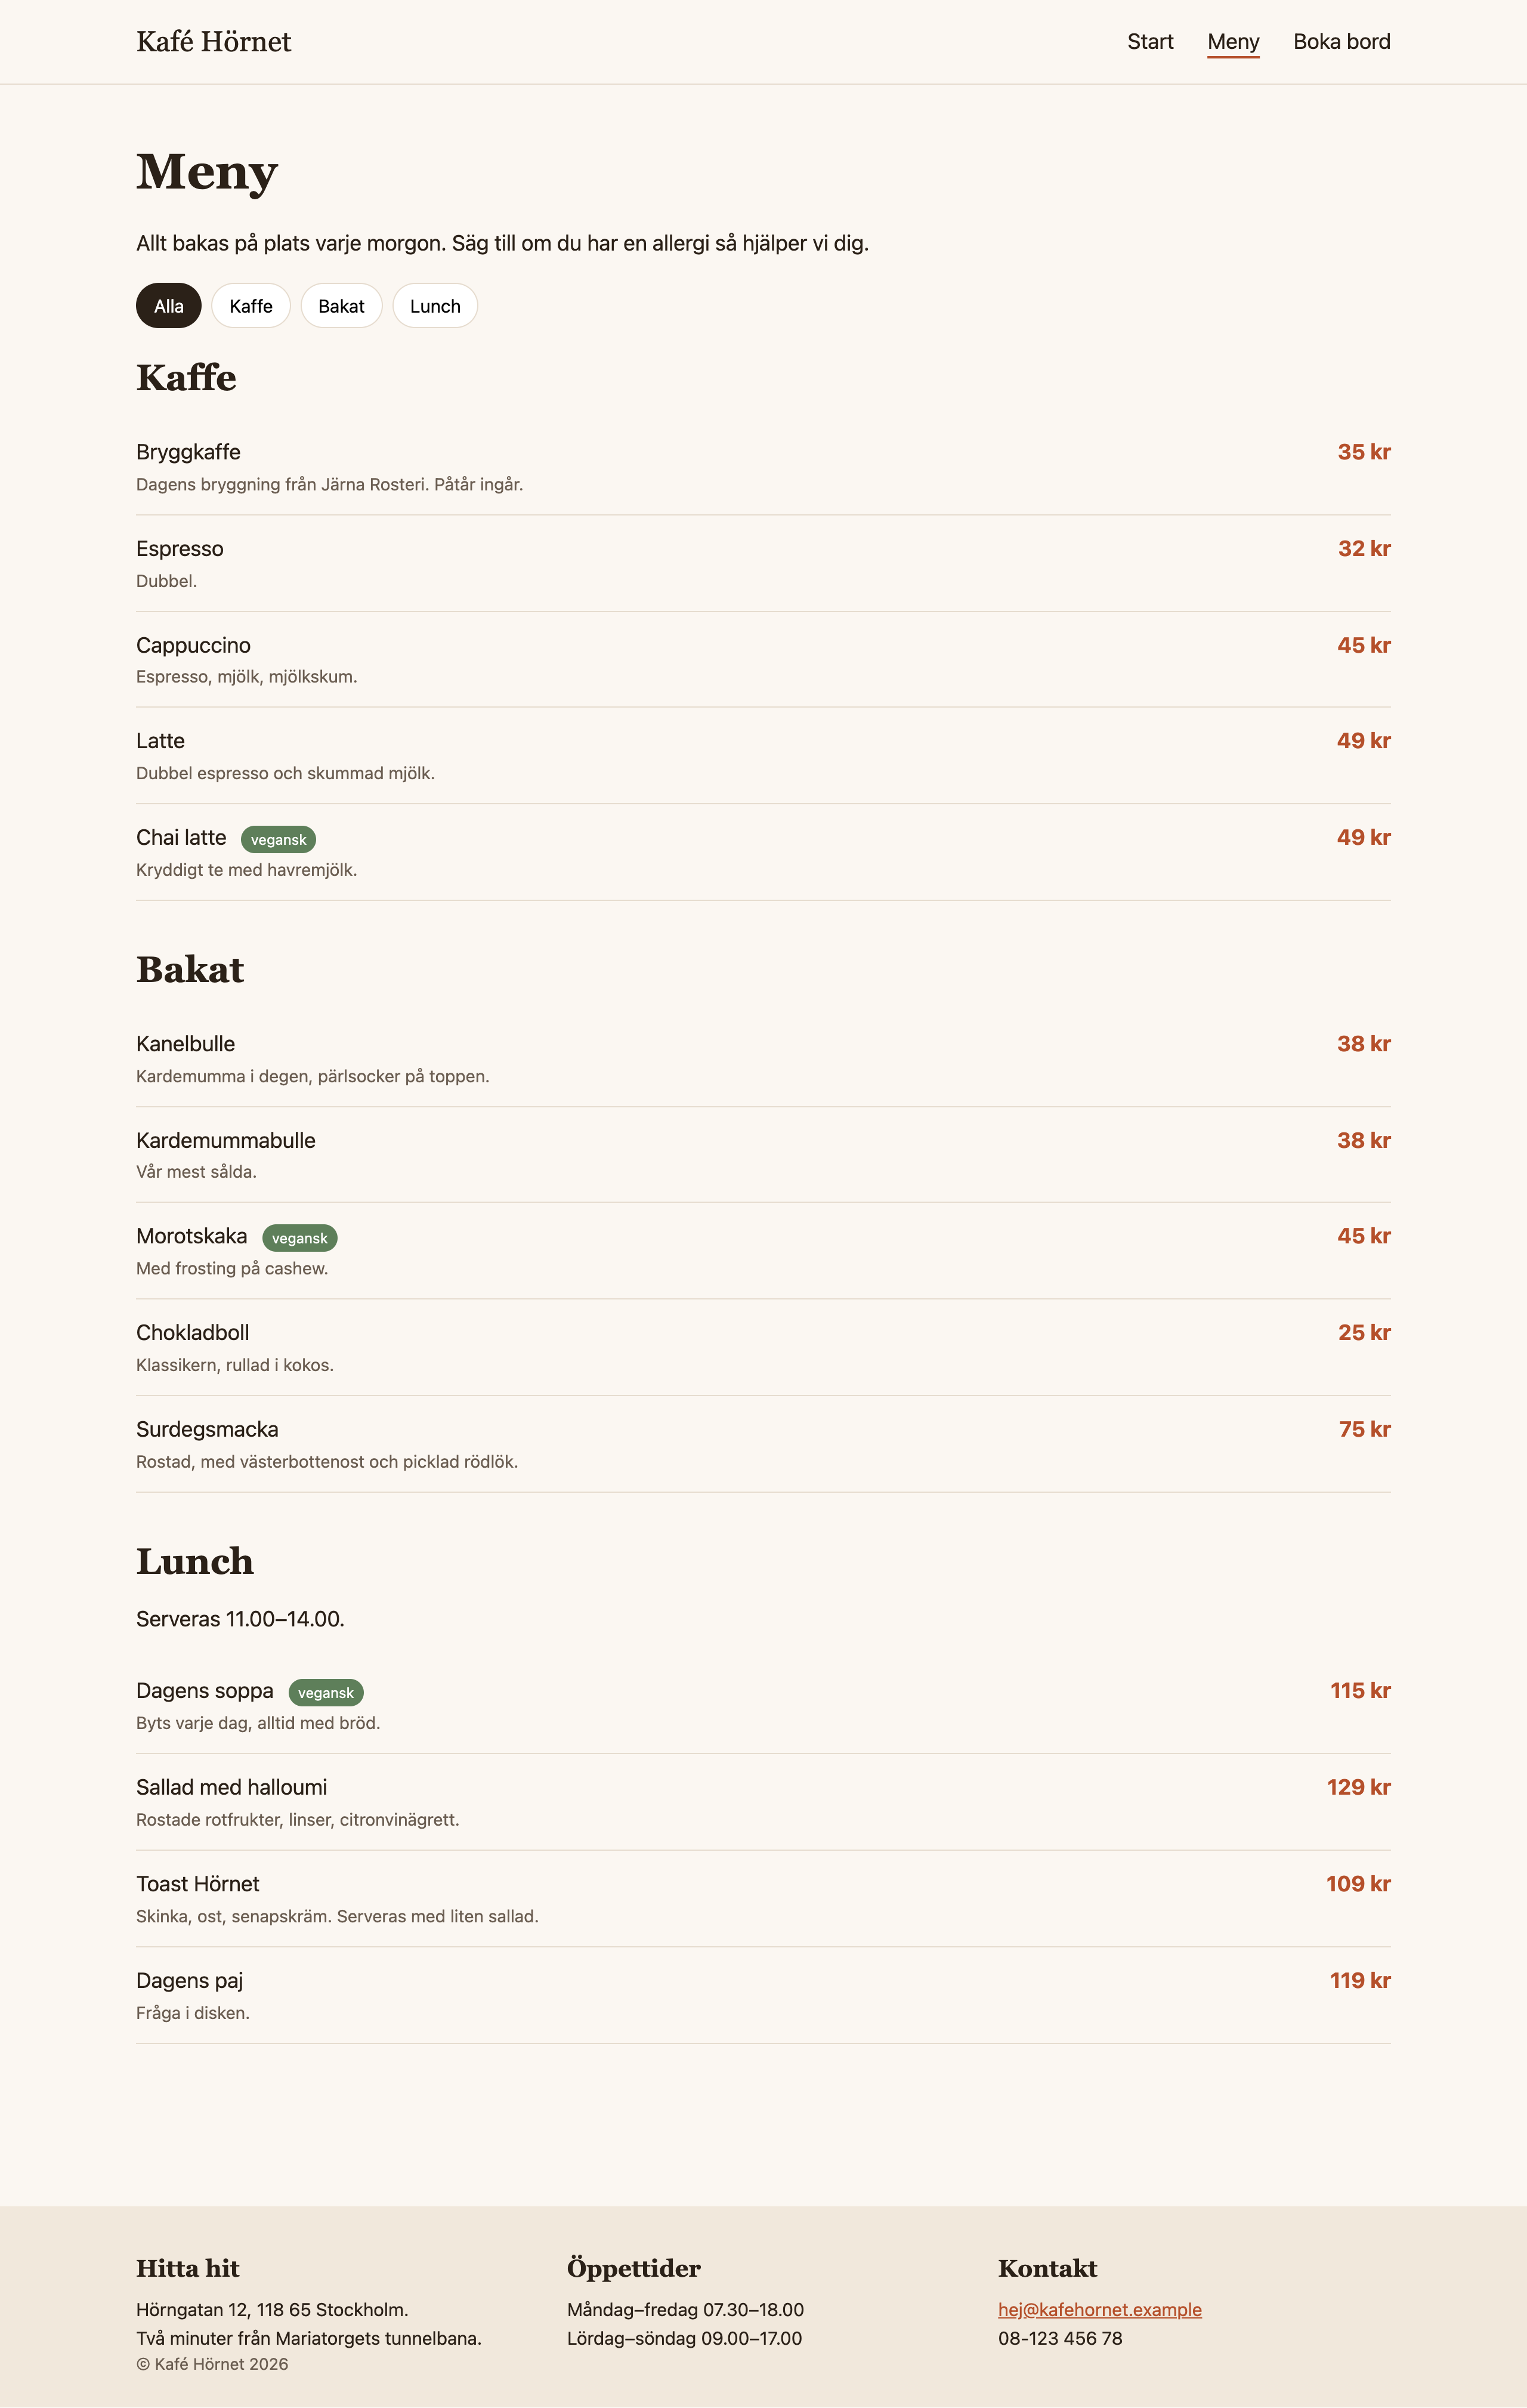 Kafé Hörnet
Start Meny Boka bord
Meny
Allt bakas på plats varje morgon. Säg till om du har en allergi så hjälper vi dig.
Alla Kaffe Bakat Lunch
Kaffe
Bryggkaffe 35 kr
Dagens bryggning från Järna Rosteri. Påtår ingår.
Espresso 32 kr
Dubbel.
Cappuccino 45 kr
Espresso, mjölk, mjölkskum.
Latte 49 kr
Dubbel espresso och skummad mjölk.
Chai latte vegansk 49 kr
Kryddigt te med havremjölk.
Bakat
Kanelbulle 38 kr
Kardemumma i degen, pärlsocker på toppen.
Kardemummabulle 38 kr
Vår mest sålda.
Morotskaka vegansk 45 kr
Med frosting på cashew.
Chokladboll 25 kr
Klassikern, rullad i kokos.
Surdegsmacka 75 kr
Rostad, med västerbottenost och picklad rödlök.
Lunch
Serveras 11.00–14.00.
Dagens soppa vegansk 115 kr
Byts varje dag, alltid med bröd.
Sallad med halloumi 129 kr
Rostade rotfrukter, linser, citronvinägrett.
Toast Hörnet 109 kr
Skinka, ost, senapskräm. Serveras med liten sallad.
Dagens paj 119 kr
Fråga i disken.
Hitta hit
Hörngatan 12, 118 65 Stockholm.
Två minuter från Mariatorgets tunnelbana.
© Kafé Hörnet 2026
Öppettider
Måndag–fredag 07.30–18.00
Lördag–söndag 09.00–17.00
Kontakt
hej@kafehornet.example
08-123 456 78